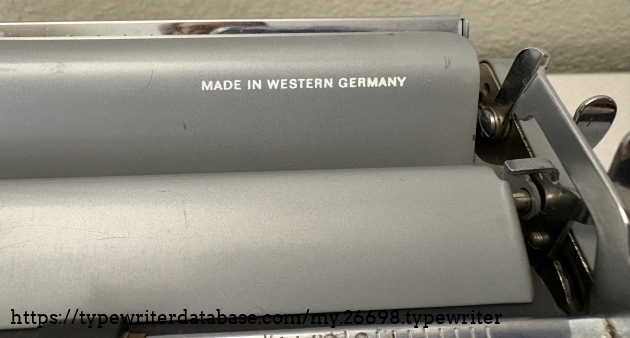 MADE IN WESTERN GERMANY
https://typewriterdatabase.com/my.26698.typewriter